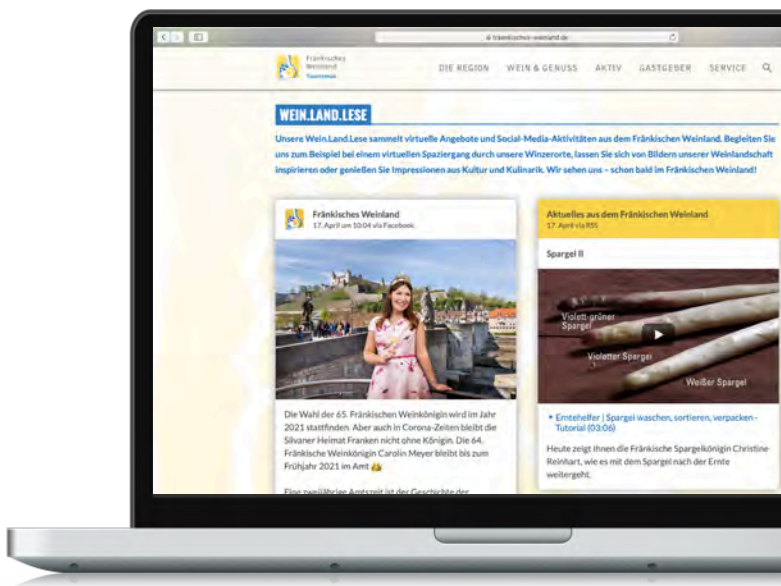 fraenkisches-weinland.de
Fränkisches
Weinland
Tourismus
DIE REGION WEIN & GENUSS AKTIV GASTGEBER SERVICE
WEIN.LAND.LESE
Unsere Wein.Land.Lese sammelt virtuelle Angebote und Social-Media-Aktivitäten aus dem Fränkischen Weinland. Begleiten Sie
uns zum Beispiel bei einem virtuellen Spaziergang durch unsere Winzerorte, lassen Sie sich von Bildern unserer Weinlandschaft
inspirieren oder genießen Sie Impressionen aus Kultur und Kulinarik. Wir sehen uns – schon bald im Fränkischen Weinland!
Fränkisches Weinland
17. April um 10:04 via Facebook
Die Wahl der 65. Fränkischen Weinkönigin wird im Jahr
2021 stattfinden. Aber auch in Corona-Zeiten bleibt die
Silvaner Heimat Franken nicht ohne Königin. Die 64.
Fränkische Weinkönigin Carolin Meyer bleibt bis zum
Frühjahr 2021 im Amt
Eine zweijährige Amtszeit ist der Geschichte der
Aktuelles aus dem Fränkischen Weinland
17. April via RSS
Spargel II
Violett-grüner
Spargel
Violetter Spargel
Weißer Spargel
Erntehelfer | Spargel waschen, sortieren, verpacken -
Tutorial (03:06)
Heute zeigt Ihnen die Fränkische Spargelkönigin Christine
Reinhart, wie es mit dem Spargel nach der Ernte
weitergeht.